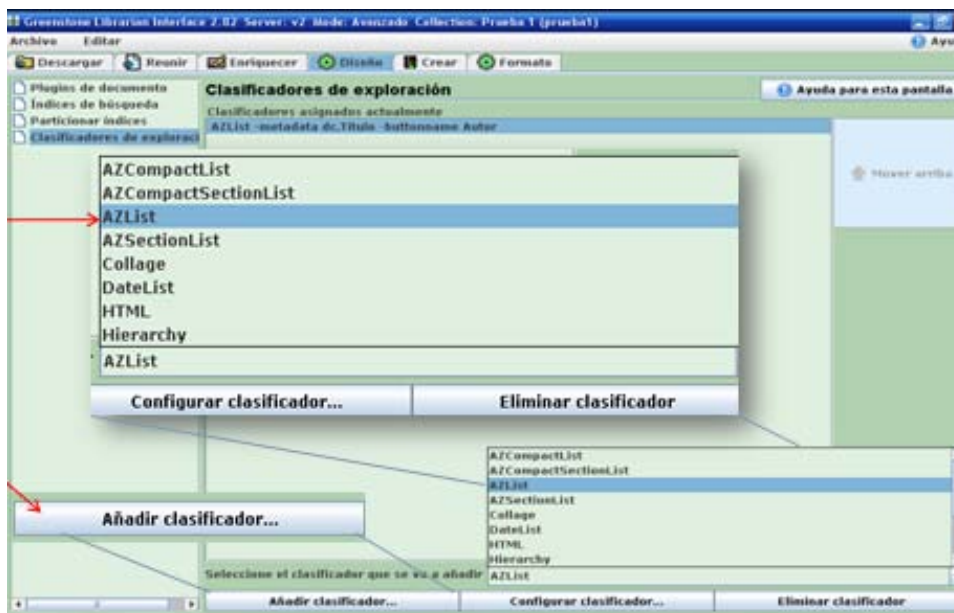 Greenstone Librarian Interface 2.82 Server: v2 Mode: Avanzado Collection: Prueba 1 (prueba1)
Archivo Editar Ayu
Descargar Reunir Enriquecer Diseño Crear Formato
Plugins de documento
Índices de búsqueda
Particionar índices
Clasificadores de exploraci
Clasificadores de exploración
Ayuda para esta pantalla
Clasificadores asignados actualmente
AZList -metadata dc.Titulo -buttonname Autor
Mover arriba
AZCompactList
AZCompactSectionList
AZList
AZSectionList
Collage
DateList
HTML
Hierarchy
AZList
Configurar clasificador... Eliminar clasificador
AZCompactList
AZCompactSectionList
AZList
AZSectionList
Collage
DateList
HTML
Hierarchy
Añadir clasificador...
Seleccione el clasificador que se va a añadir AZList
Añadir clasificador... Configurar clasificador... Eliminar clasificador